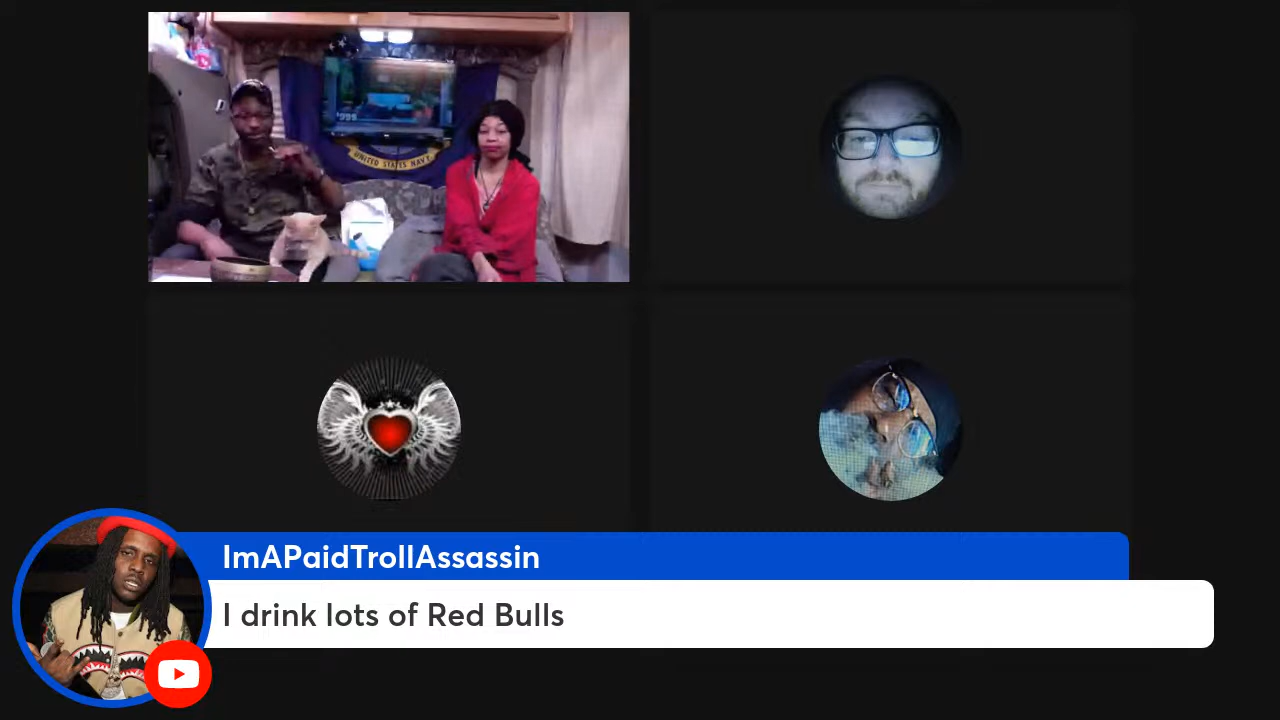 UNITED STATES NAVY
ImAPaidTrollAssassin
I drink lots of Red Bulls